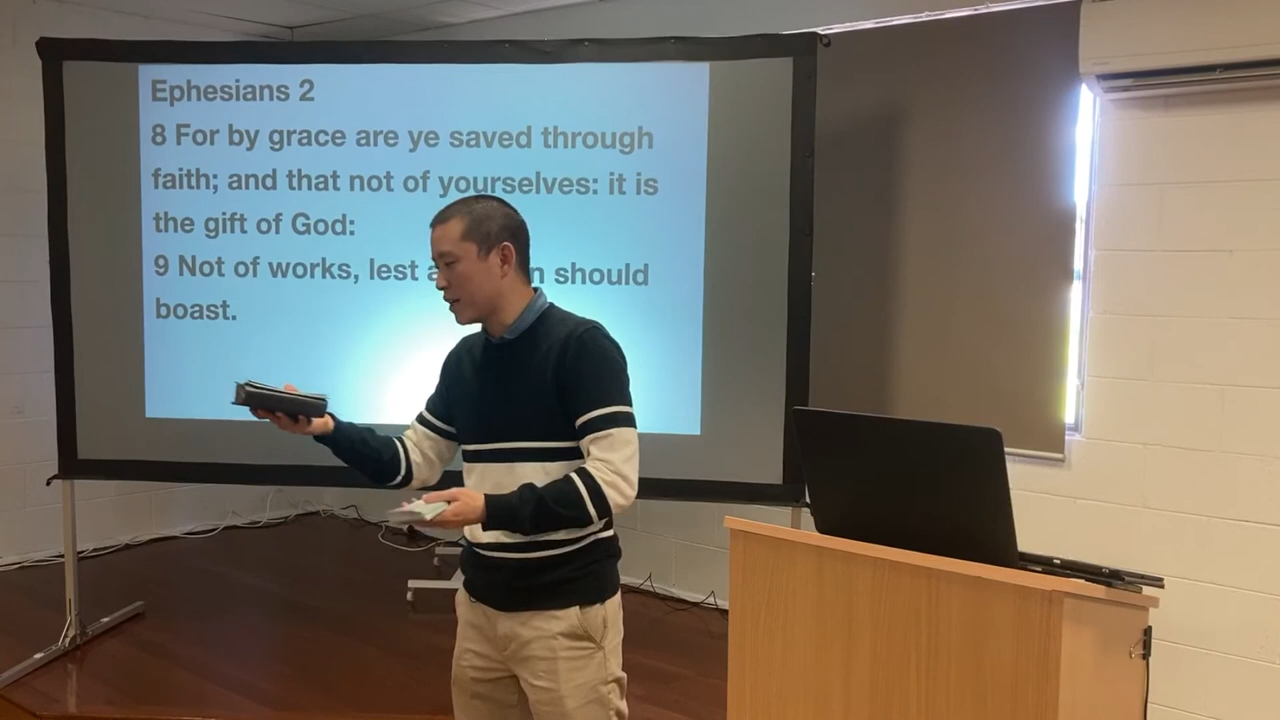 Ephesians 2
8 For by grace are ye saved through
faith; and that not of yourselves: it is
the gift of God:
9 Not of works, lest should
boast.